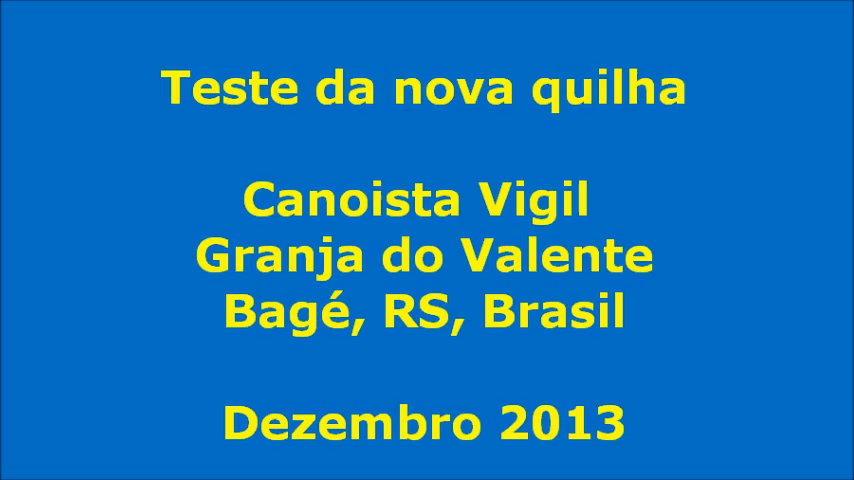 Teste da nova quilha
Canoista Vigil
Granja do Valente
Bagé, RS, Brasil
Dezembro 2013